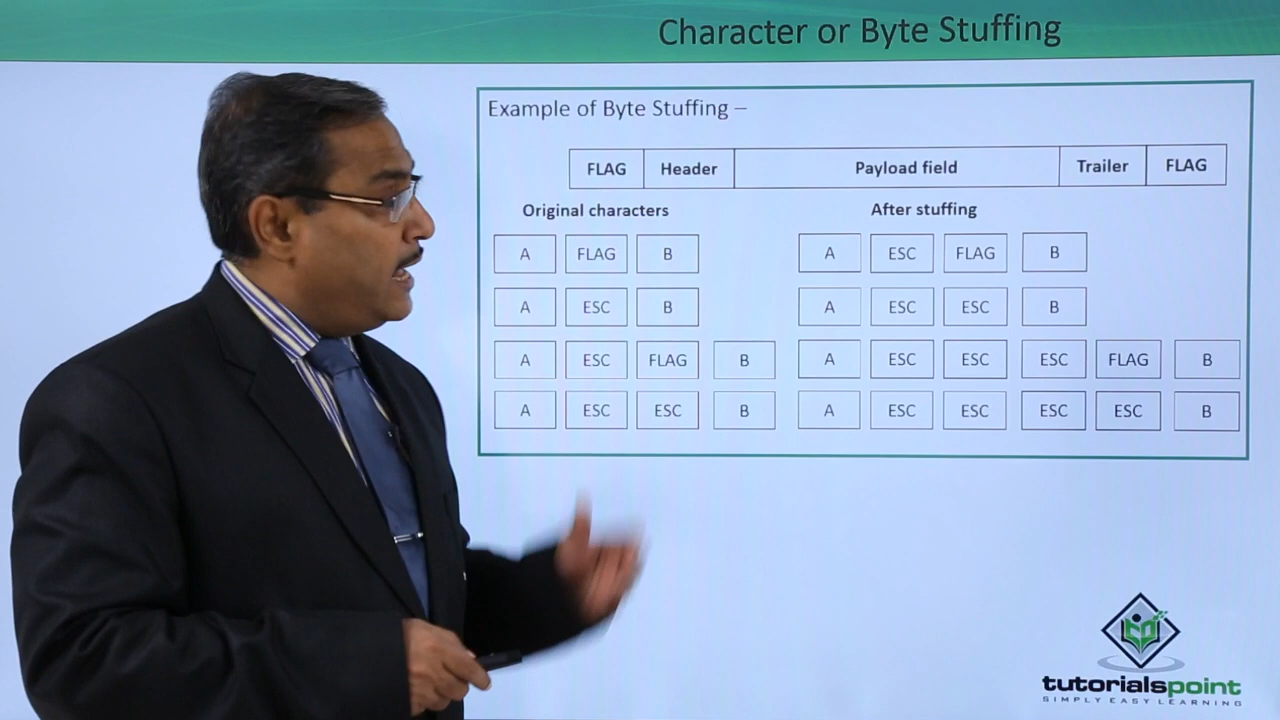 Character or Byte Stuffing
Example of Byte Stuffing –
FLAG Header Payload field Trailer FLAG
Original characters After stuffing
A FLAG B A ESC FLAG B
A ESC B A ESC ESC B
A ESC FLAG B A ESC ESC ESC FLAG B
A ESC ESC B A ESC ESC ESC ESC B
tutorialspoint
SIMPLY EASY LEARNING